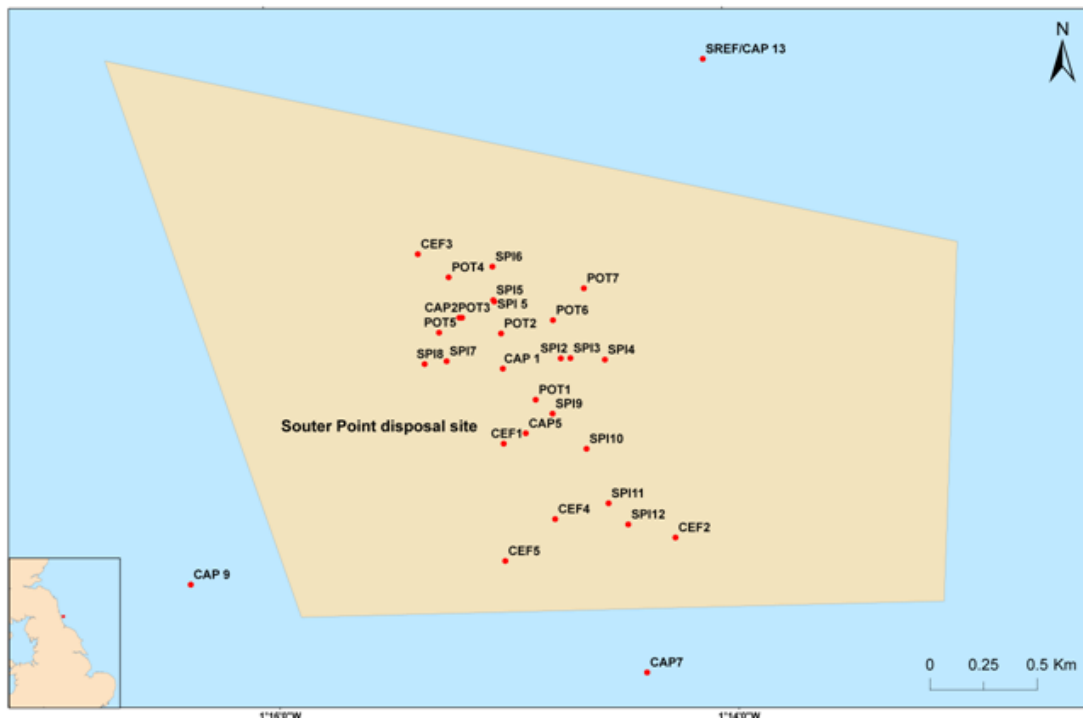 N
SREF/CAP 13
CEF3
SPI6
POT4
POT7
SPI5
SPI 5
CAP2
POT3
POT6
POT5
POT2
SPI2
SPI3
SPI4
SPI8
SPI7
CAP 1
POT1
SPI9
Souter Point disposal site
CAP5
CEF1
SPI10
SPI11
CEF4
SPI12
CEF2
CEF5
CAP 9
CAP7
0 0.25 0.5 Km